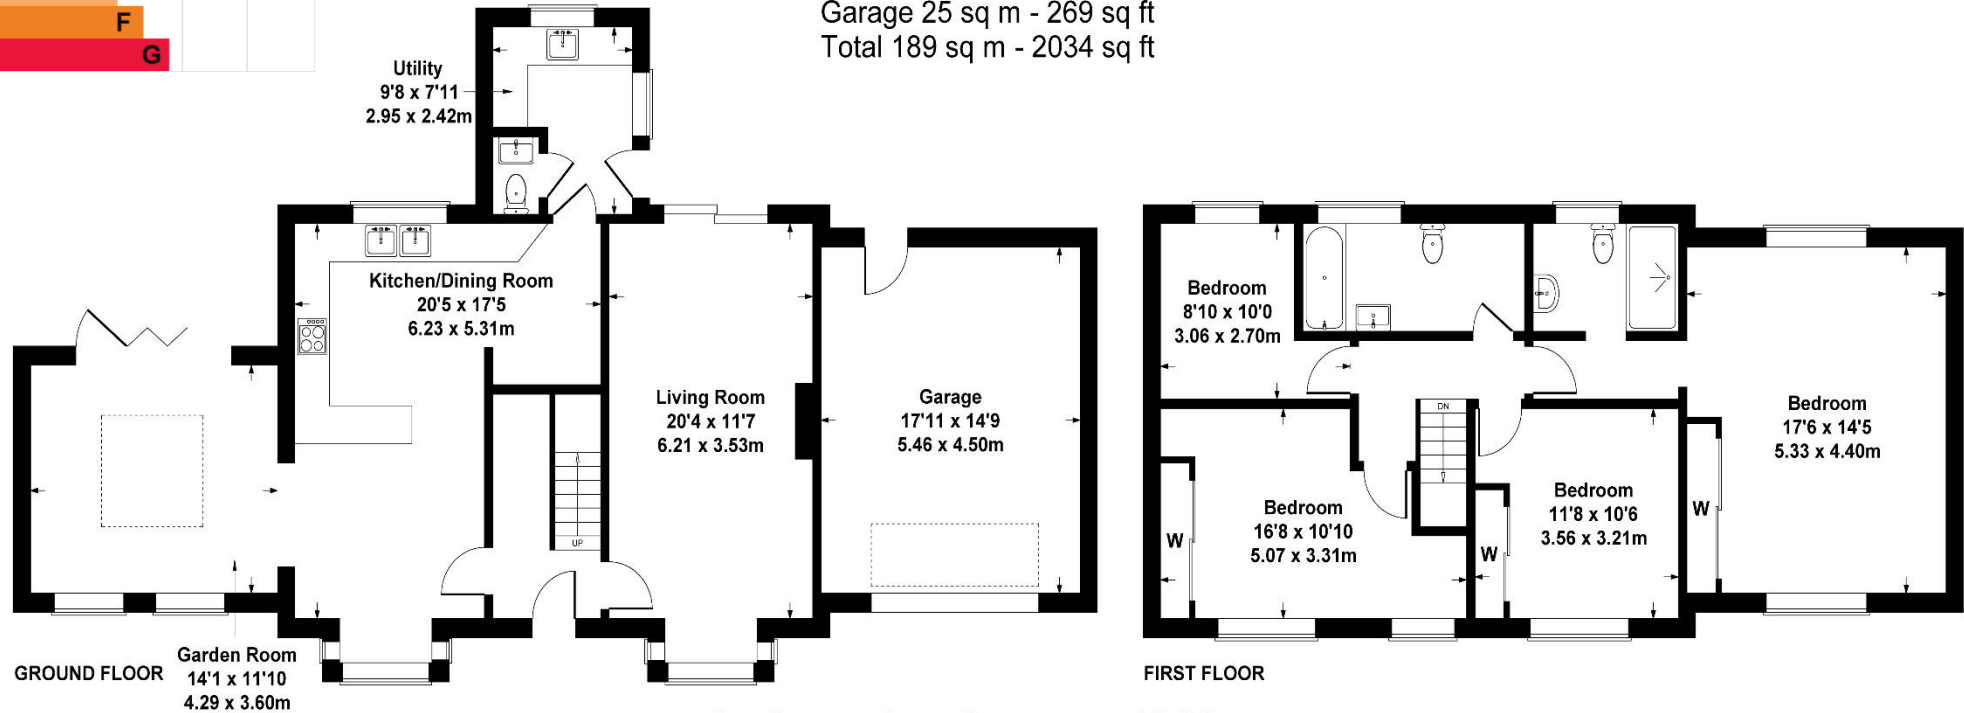 F
G
Garage 25 sq m - 269 sq ft
Total 189 sq m - 2034 sq ft
Utility
9'8 x 7'11
2.95 x 2.42m
Kitchen/Dining Room
20'5 x 17'5
6.23 x 5.31m
Living Room
20'4 x 11'7
6.21 x 3.53m
Garage
17'11 x 14'9
5.46 x 4.50m
UP
Garden Room
14'1 x 11'10
4.29 x 3.60m
GROUND FLOOR
Bedroom
8'10 x 10'0
3.06 x 2.70m
Bedroom
17'6 x 14'5
5.33 x 4.40m
DN
Bedroom
16'8 x 10'10
5.07 x 3.31m
Bedroom
11'8 x 10'6
3.56 x 3.21m
W
W
W
FIRST FLOOR